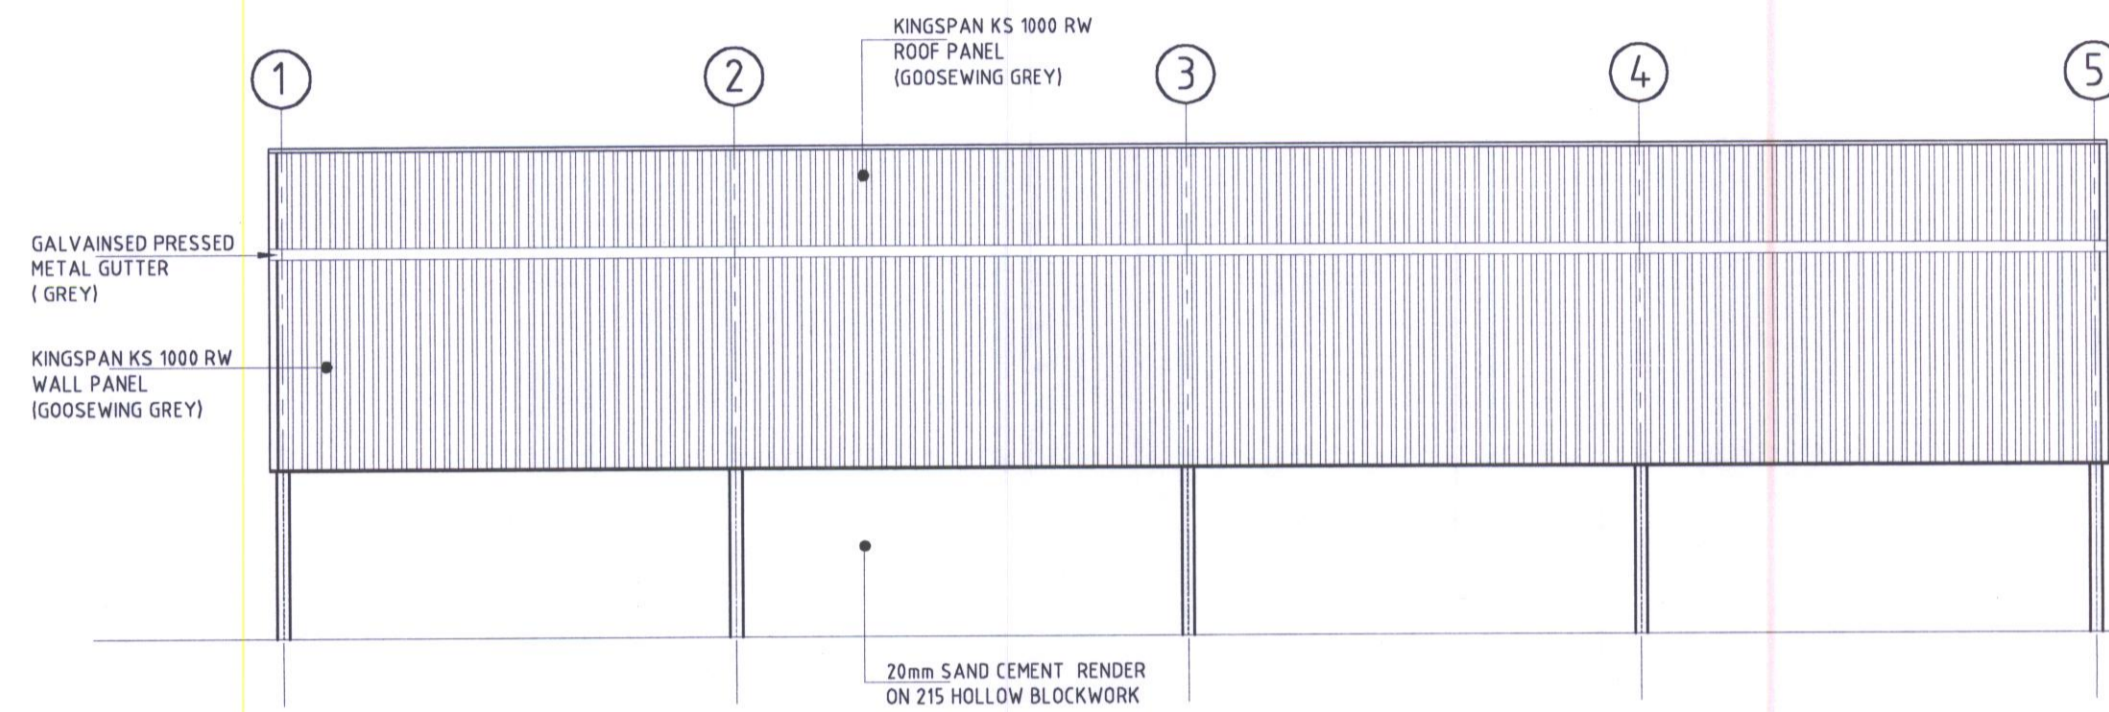 KINGSPAN KS 1000 RW
ROOF PANEL
(GOOSEWING GREY)
1
2
3
4
5
GALVAINSED PRESSED
METAL GUTTER
( GREY)
KINGSPAN KS 1000 RW
WALL PANEL
(GOOSEWING GREY)
20mm SAND CEMENT RENDER
ON 215 HOLLOW BLOCKWORK